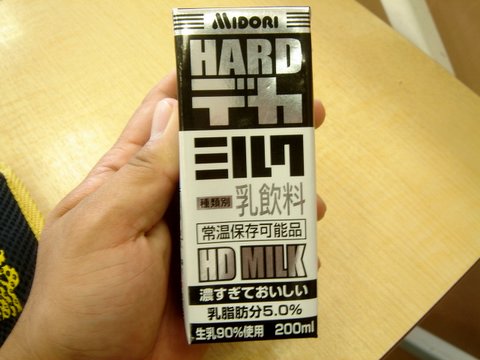 MIDORI
HARD
デカ
ミルク
種類別 乳飲料
常温保存可能品
HD MILK
濃すぎておいしい
乳脂肪分5.0%
生乳90%使用 200ml